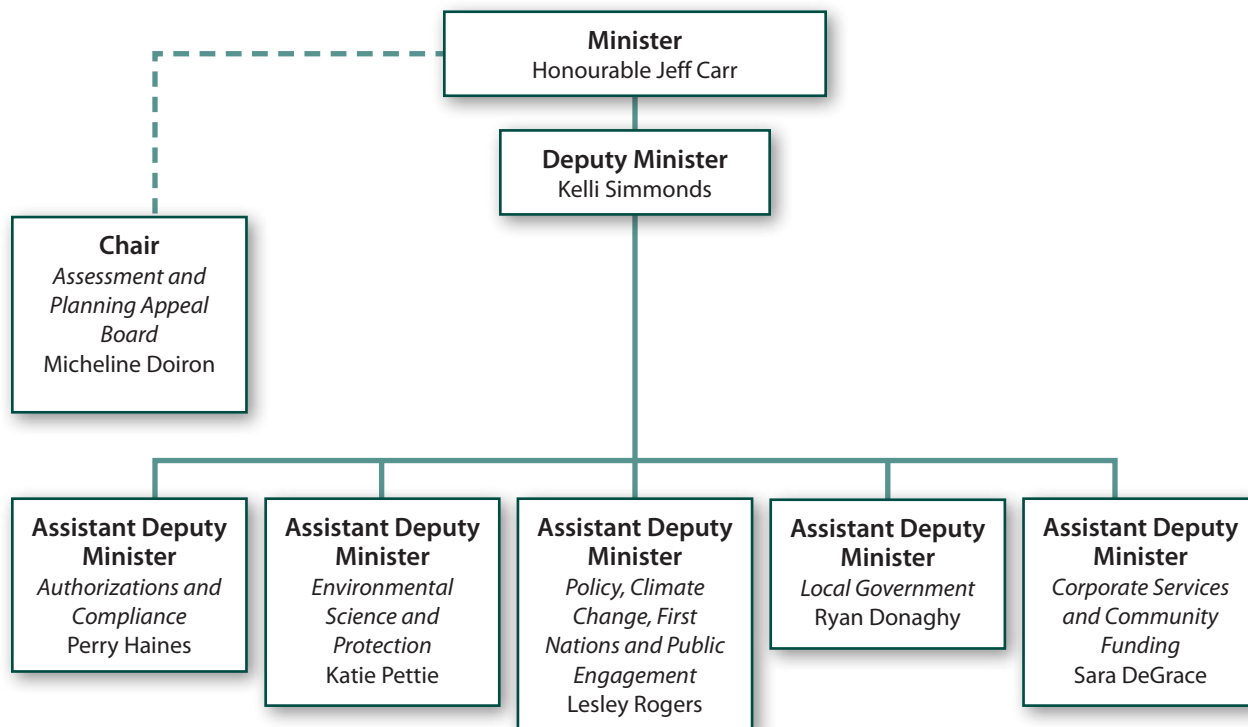 Minister
Honourable Jeff Carr
Deputy Minister
Kelli Simmonds
Chair
Assessment and
Planning Appeal
Board
Micheline Doiron
Assistant Deputy
Minister
Authorizations and
Compliance
Perry Haines
Assistant Deputy
Minister
Environmental
Science and
Protection
Katie Pettie
Assistant Deputy
Minister
Policy, Climate
Change, First
Nations and Public
Engagement
Lesley Rogers
Assistant Deputy
Minister
Local Government
Ryan Donaghy
Assistant Deputy
Minister
Corporate Services
and Community
Funding
Sara DeGrace